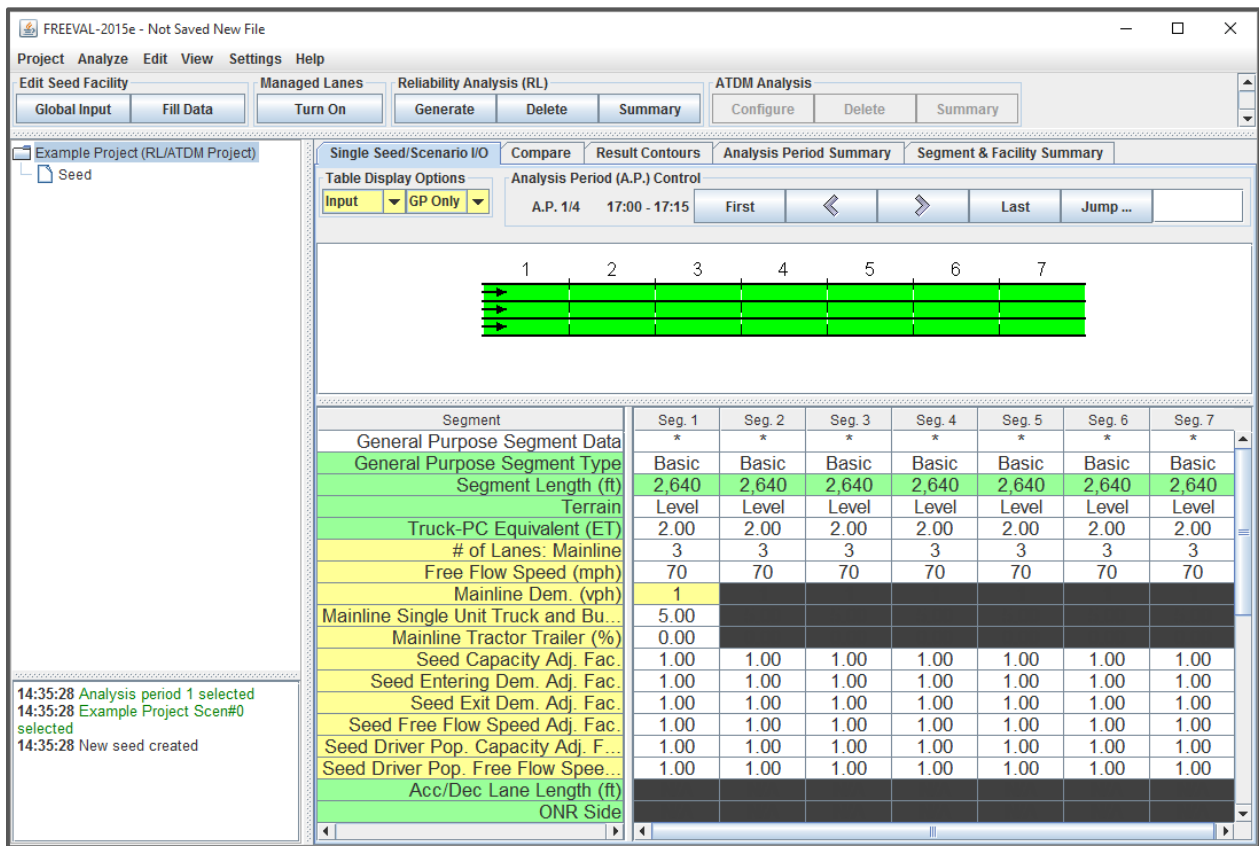 FREEVAL-2015e - Not Saved New File
Project Analyze Edit View Settings Help
Edit Seed Facility Managed Lanes Reliability Analysis (RL) ATDM Analysis
Global Input Fill Data Turn On Generate Delete Summary Configure Delete Summary
Example Project (RL/ATDM Project)
Seed
Single Seed/Scenario I/O Compare Result Contours Analysis Period Summary Segment & Facility Summary
Table Display Options Analysis Period (A.P.) Control
Input GP Only A.P. 1/4 17:00 - 17:15 First Last Jump ...
1 2 3 4 5 6 7
Segment Seg. 1 Seg. 2 Seg. 3 Seg. 4 Seg. 5 Seg. 6 Seg. 7
General Purpose Segment Data * * * * * * *
General Purpose Segment Type Basic Basic Basic Basic Basic Basic Basic
Segment Length (ft) 2,640 2,640 2,640 2,640 2,640 2,640 2,640
Terrain Level Level Level Level Level Level Level
Truck-PC Equivalent (ET) 2.00 2.00 2.00 2.00 2.00 2.00 2.00
# of Lanes: Mainline 3 3 3 3 3 3 3
Free Flow Speed (mph) 70 70 70 70 70 70 70
Mainline Dem. (vph) 1
Mainline Single Unit Truck and Bu... 5.00
Mainline Tractor Trailer (%) 0.00
Seed Capacity Adj. Fac. 1.00 1.00 1.00 1.00 1.00 1.00 1.00
Seed Entering Dem. Adj. Fac. 1.00 1.00 1.00 1.00 1.00 1.00 1.00
Seed Exit Dem. Adj. Fac. 1.00 1.00 1.00 1.00 1.00 1.00 1.00
Seed Free Flow Speed Adj. Fac. 1.00 1.00 1.00 1.00 1.00 1.00 1.00
Seed Driver Pop. Capacity Adj. F... 1.00 1.00 1.00 1.00 1.00 1.00 1.00
Seed Driver Pop. Free Flow Spee... 1.00 1.00 1.00 1.00 1.00 1.00 1.00
Acc/Dec Lane Length (ft)
ONR Side
14:35:28 Analysis period 1 selected
14:35:28 Example Project Scen#0
selected
14:35:28 New seed created